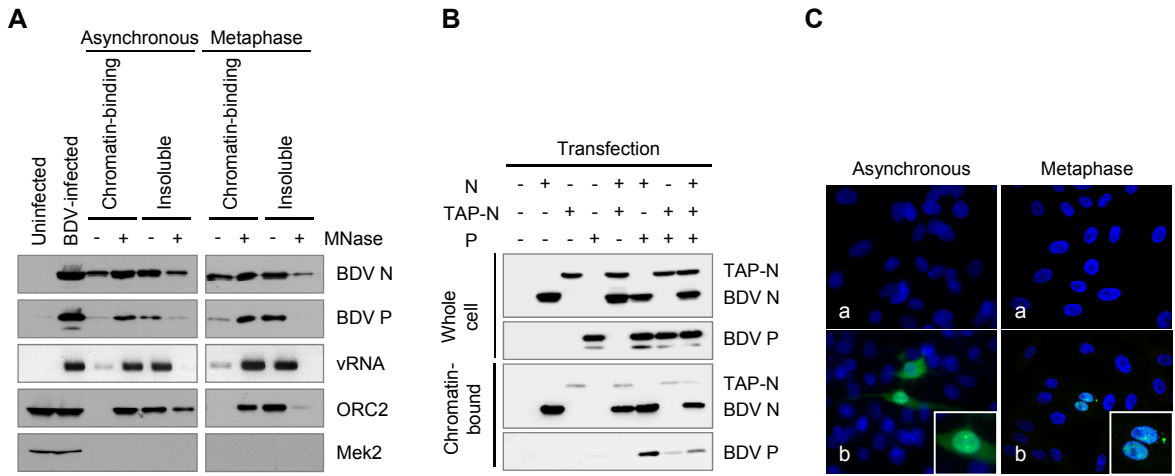 A
Asynchronous Metaphase
Uninfected
BDV-infected
Chromatin-binding
Insoluble
Chromatin-binding
Insoluble
- + - + - + - + MNase
BDV N
BDV P
vRNA
ORC2
Mek2
B
Transfection
N - + - - + + - +
TAP-N - - + - + - + +
P - - - + - + + +
Whole cell
TAP-N
BDV N
BDV P
Chromatin-bound
TAP-N
BDV N
BDV P
C
Asynchronous Metaphase
a a
b b